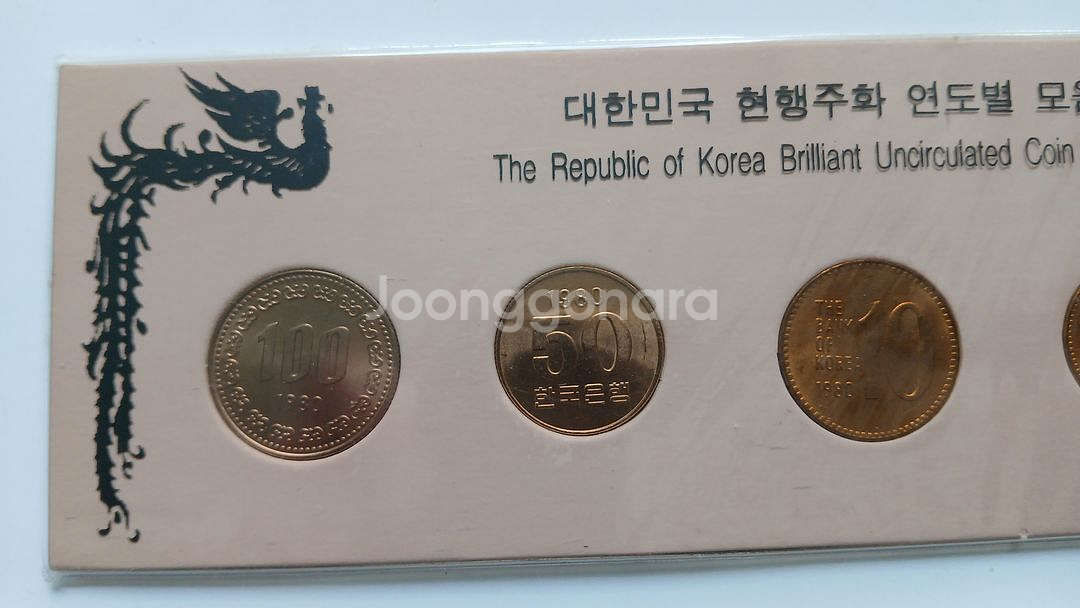 대한민국 현행주화 연도별
The Republic of Korea Brilliant Uncirculated Coin
Joonggonara
100
1980
1980
50
한국은행
THE
BANK
OF
KOREA
1980
10